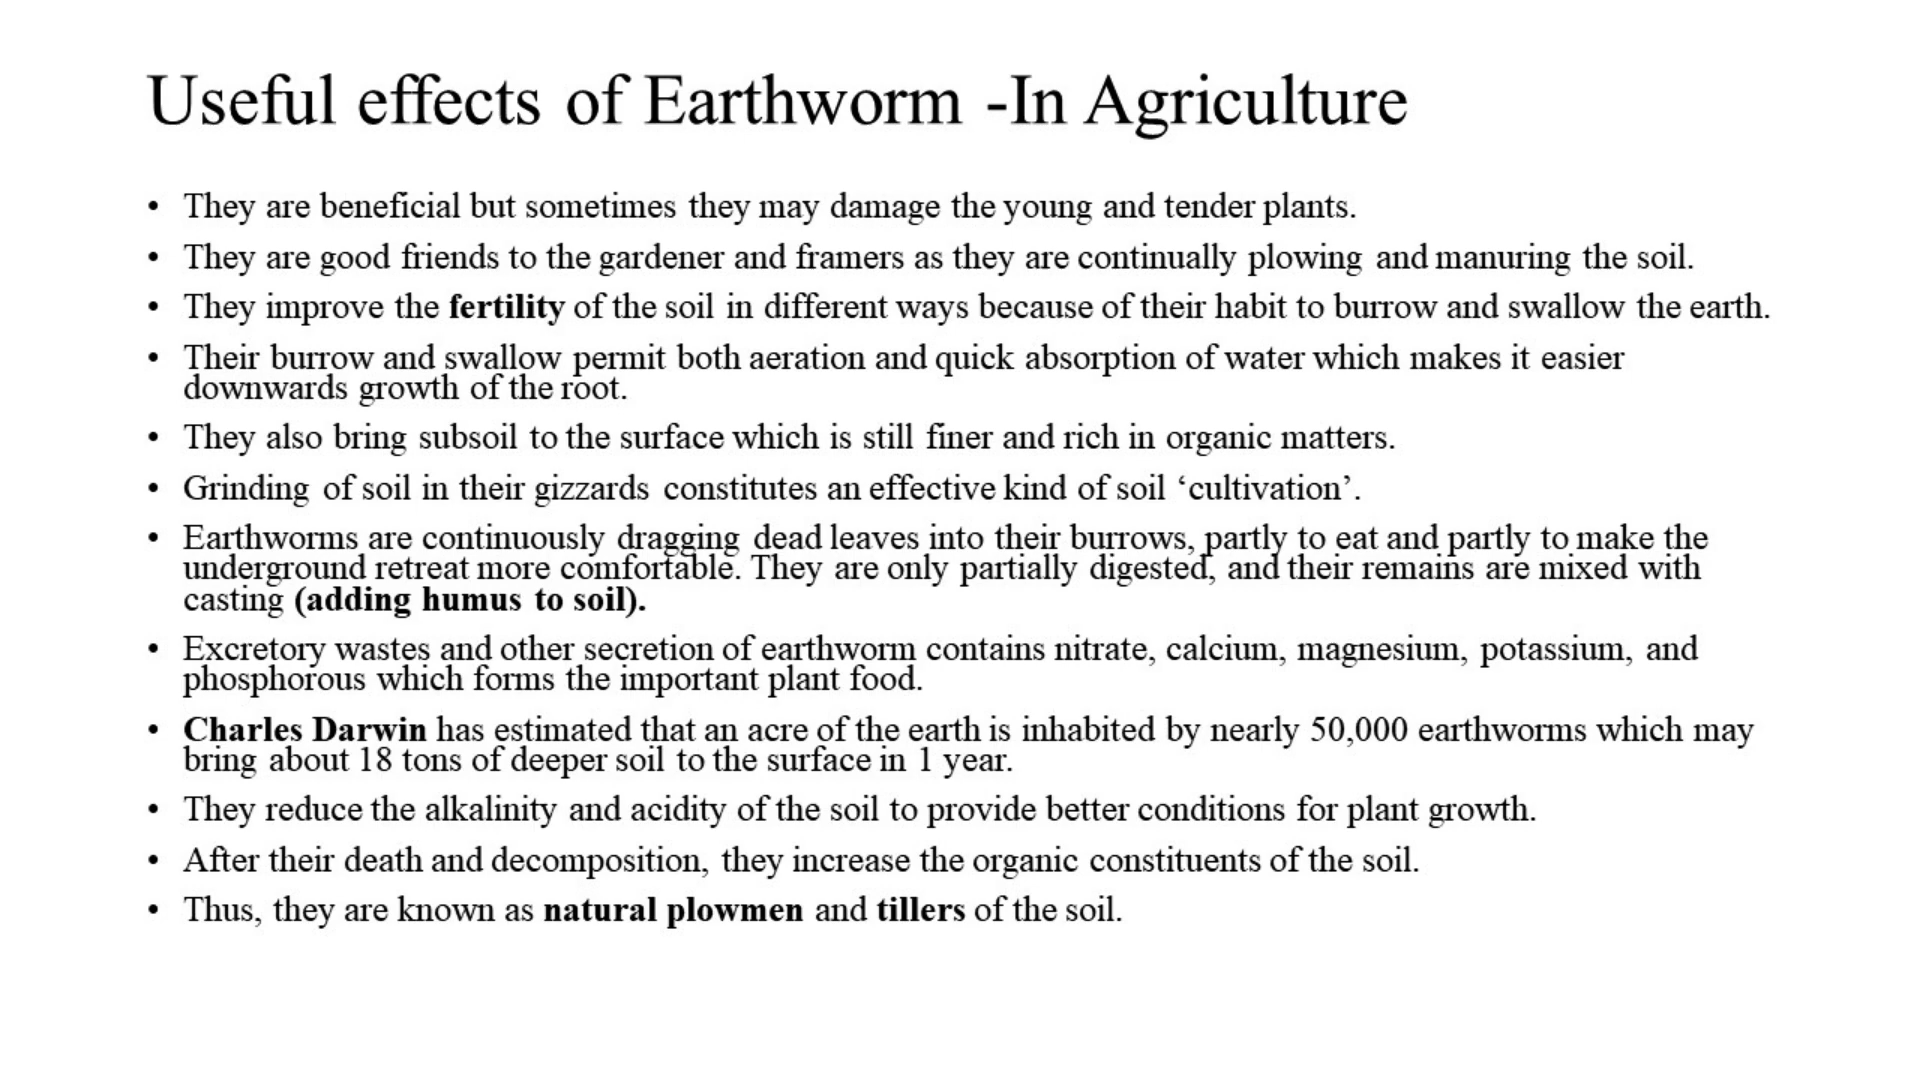 Useful effects of Earthworm -In Agriculture
• They are beneficial but sometimes they may damage the young and tender plants.
• They are good friends to the gardener and framers as they are continually plowing and manuring the soil.
• They improve the fertility of the soil in different ways because of their habit to burrow and swallow the earth.
• Their burrow and swallow permit both aeration and quick absorption of water which makes it easier
downwards growth of the root.
• They also bring subsoil to the surface which is still finer and rich in organic matters.
• Grinding of soil in their gizzards constitutes an effective kind of soil ‘cultivation’.
• Earthworms are continuously dragging dead leaves into their burrows, partly to eat and partly to make the
underground retreat more comfortable. They are only partially digested, and their remains are mixed with
casting (adding humus to soil).
• Excretory wastes and other secretion of earthworm contains nitrate, calcium, magnesium, potassium, and
phosphorous which forms the important plant food.
• Charles Darwin has estimated that an acre of the earth is inhabited by nearly 50,000 earthworms which may
bring about 18 tons of deeper soil to the surface in 1 year.
• They reduce the alkalinity and acidity of the soil to provide better conditions for plant growth.
• After their death and decomposition, they increase the organic constituents of the soil.
• Thus, they are known as natural plowmen and tillers of the soil.